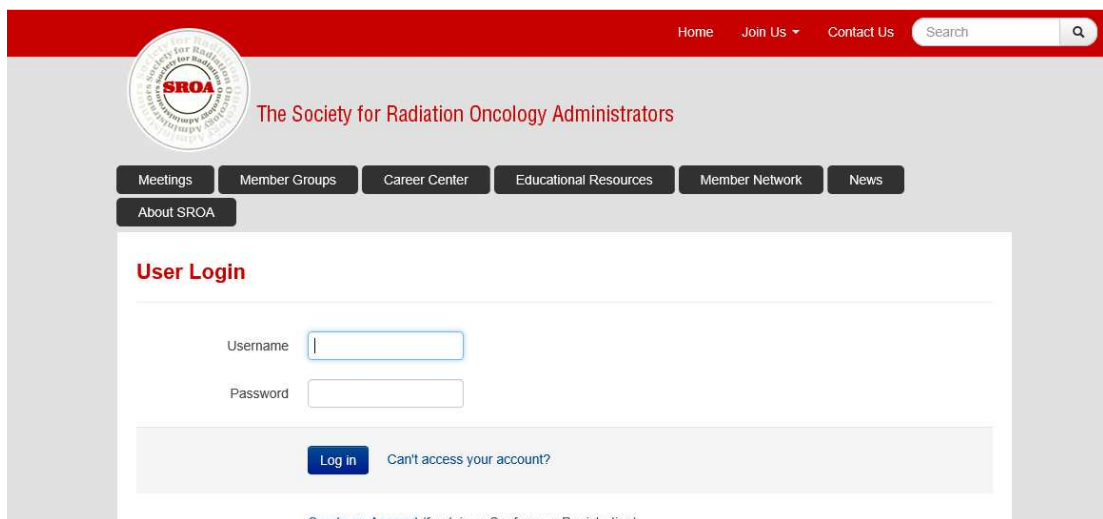 Home Join Us Contact Us Search
SROA
The Society for Radiation Oncology Administrators
Meetings Member Groups Career Center Educational Resources Member Network News
About SROA
User Login
Username
Password
Log in Can't access your account?